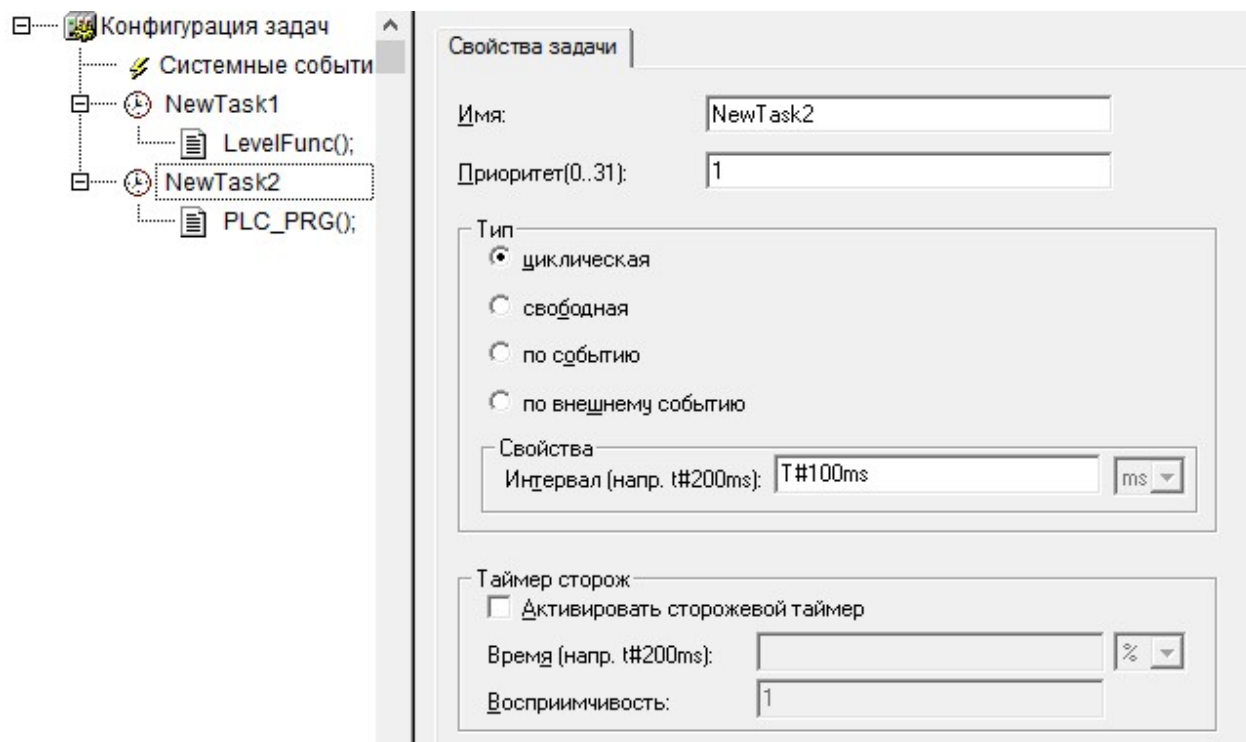 Конфигурация задач
Системные событи
NewTask1
LevelFunc();
NewTask2
PLC_PRG();
Свойства задачи
Имя: NewTask2
Приоритет(0..31): 1
Тип
циклическая
свободная
по событию
по внешнему событию
Свойства
Интервал (напр. t#200ms): T#100ms ms
Таймер сторож
Активировать сторожевой таймер
Время (напр. t#200ms): %
Восприимчивость: 1